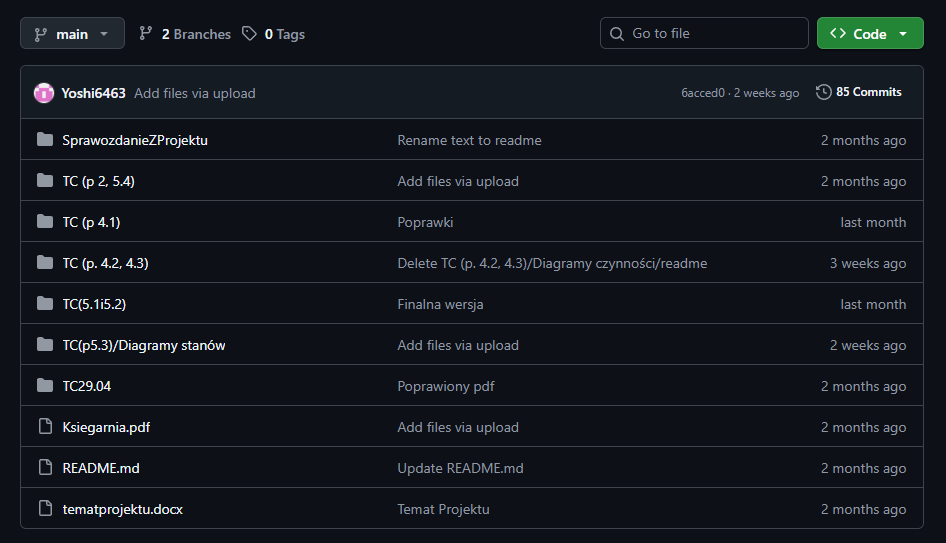 main 2 Branches 0 Tags Go to file Code
Yoshi6463 Add files via upload 6acced0 · 2 weeks ago 85 Commits
SprawozdanieZProjektu Rename text to readme 2 months ago
TC (p 2, 5.4) Add files via upload 2 months ago
TC (p 4.1) Poprawki last month
TC (p. 4.2, 4.3) Delete TC (p. 4.2, 4.3)/Diagramy czynności/readme 3 weeks ago
TC(5.1i5.2) Finalna wersja last month
TC(p5.3)/Diagramy stanów Add files via upload 2 weeks ago
TC29.04 Poprawiony pdf 2 months ago
Ksiegarnia.pdf Add files via upload 2 months ago
README.md Update README.md 2 months ago
tematprojektu.docx Temat Projektu 2 months ago